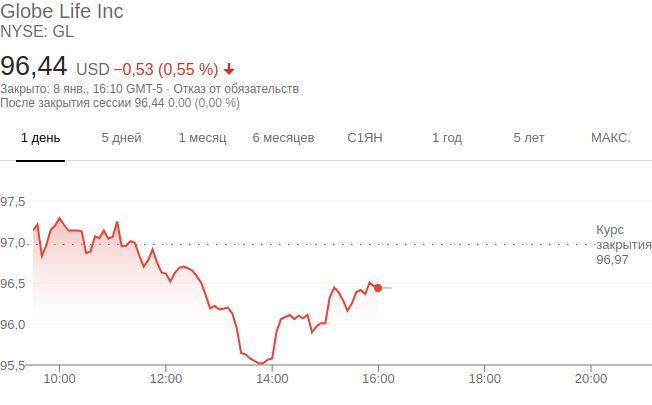 Globe Life Inc
NYSE: GL
96,44 USD −0,53 (0,55 %)
Закрыто: 8 янв., 16:10 GMT-5 · Отказ от обязательств
После закрытия сессии 96,44 0,00 (0,00 %)
1 день 5 дней 1 месяц 6 месяцев С1ЯН 1 год 5 лет МАКС.
97,5
Курс
97,0 закрытия
96,97
96,5
96,0
95,5
10:00 12:00 14:00 16:00 18:00 20:00